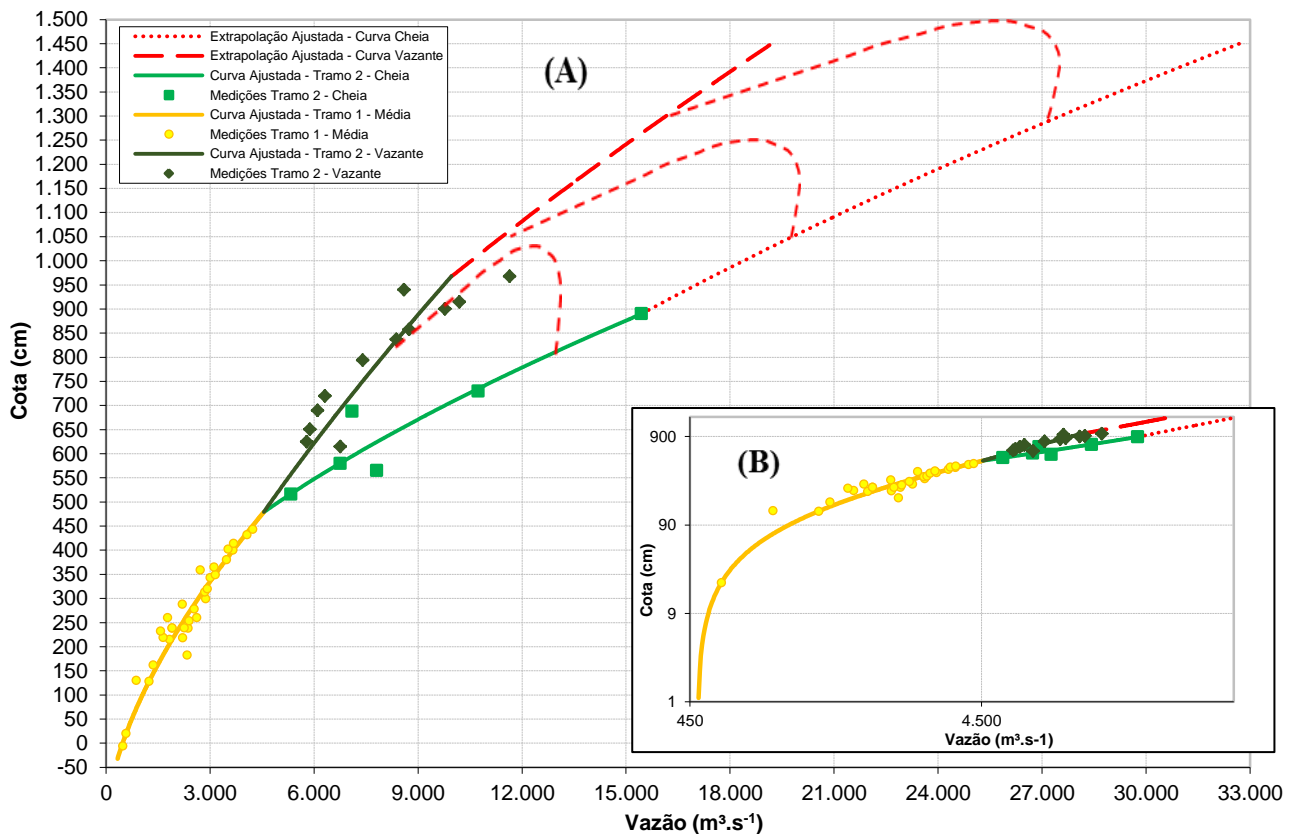 1.500
1.450
1.400
1.350
1.300
1.250
1.200
1.150
1.100
1.050
1.000
950
900
850
800
750
700
650
600
550
500
450
400
350
300
250
200
150
100
50
0
-50
Cota (cm)
Extrapolação Ajustada - Curva Cheia
Extrapolação Ajustada - Curva Vazante
Curva Ajustada - Tramo 2 - Cheia
Medições Tramo 2 - Cheia
Curva Ajustada - Tramo 1 - Média
Medições Tramo 1 - Média
Curva Ajustada - Tramo 2 - Vazante
Medições Tramo 2 - Vazante
(A)
(B)
900
90
9
1
Cota (cm)
450 4.500
Vazão (m³.s-1)
0 3.000 6.000 9.000 12.000 15.000 18.000 21.000 24.000 27.000 30.000 33.000
Vazão (m³.s⁻¹)